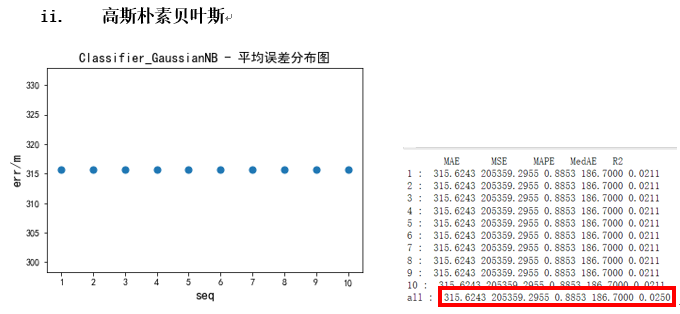 ii. 高斯朴素贝叶斯
Classifier_GaussianNB - 平均误差分布图
err/m
330
325
320
315
310
305
300
1 2 3 4 5 6 7 8 9 10
seq
MAE MSE MAPE MedAE R2
1 : 315.6243 205359.2955 0.8853 186.7000 0.0211
2 : 315.6243 205359.2955 0.8853 186.7000 0.0211
3 : 315.6243 205359.2955 0.8853 186.7000 0.0211
4 : 315.6243 205359.2955 0.8853 186.7000 0.0211
5 : 315.6243 205359.2955 0.8853 186.7000 0.0211
6 : 315.6243 205359.2955 0.8853 186.7000 0.0211
7 : 315.6243 205359.2955 0.8853 186.7000 0.0211
8 : 315.6243 205359.2955 0.8853 186.7000 0.0211
9 : 315.6243 205359.2955 0.8853 186.7000 0.0211
10 : 315.6243 205359.2955 0.8853 186.7000 0.0211
all : 315.6243 205359.2955 0.8853 186.7000 0.0250